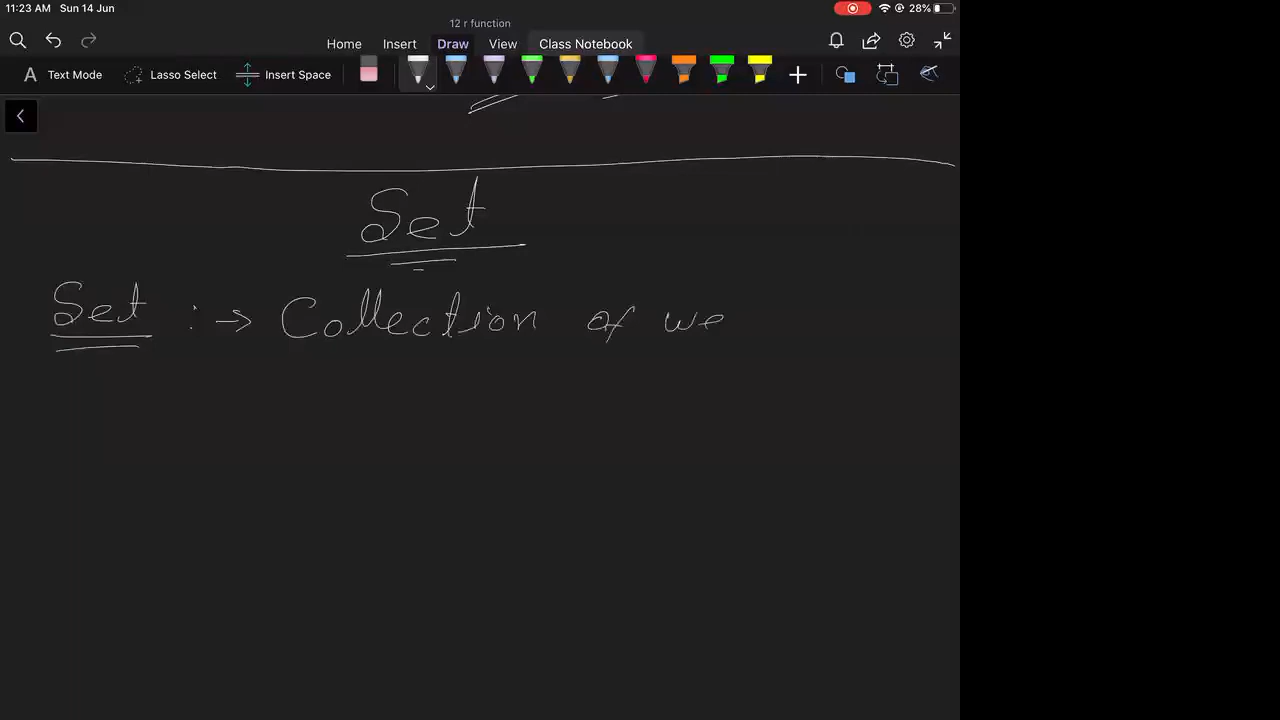 11:23 AM Sun 14 Jun
28%
12 r function
Home Insert Draw View Class Notebook
Text Mode Lasso Select Insert Space
Set
Set :→ Collection of we